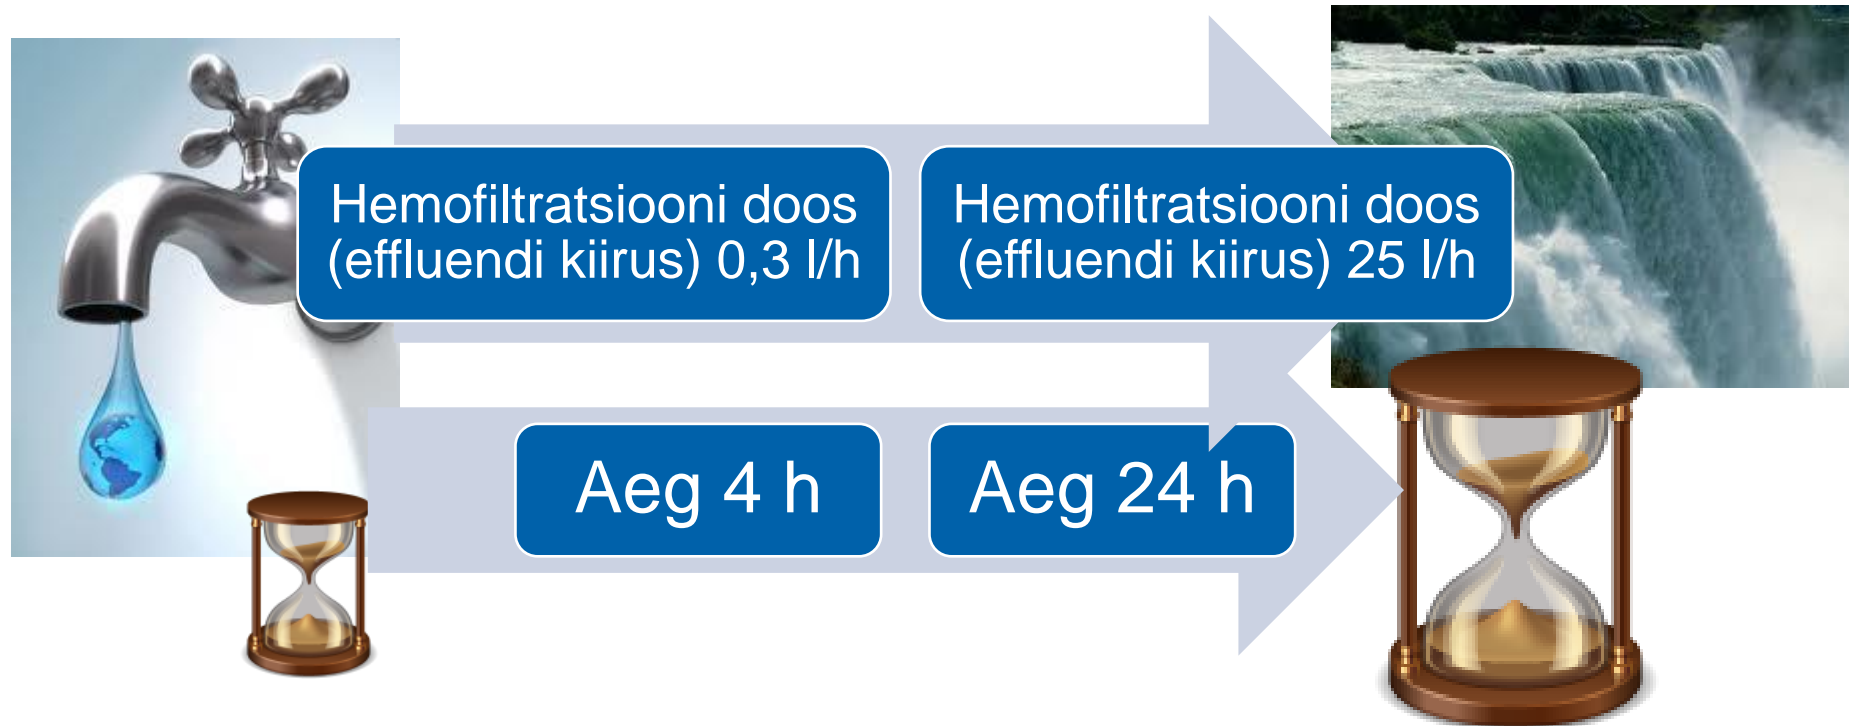 Hemofiltratsiooni doos
(effluendi kiirus) 0,3 l/h
Hemofiltratsiooni doos
(effluendi kiirus) 25 l/h
Aeg 4 h
Aeg 24 h